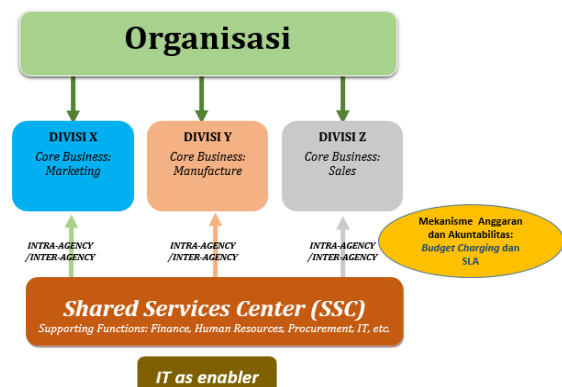 Organisasi
DIVISI X
Core Business:
Marketing
DIVISI Y
Core Business:
Manufacture
DIVISI Z
Core Business:
Sales
Mekanisme Anggaran
dan Akuntabilitas:
Budget Charging dan
SLA
INTRA-AGENCY
/INTER-AGENCY
INTRA-AGENCY
/INTER-AGENCY
INTRA-AGENCY
/INTER-AGENCY
Shared Services Center (SSC)
Supporting Functions: Finance, Human Resources, Procurement, IT, etc.
IT as enabler